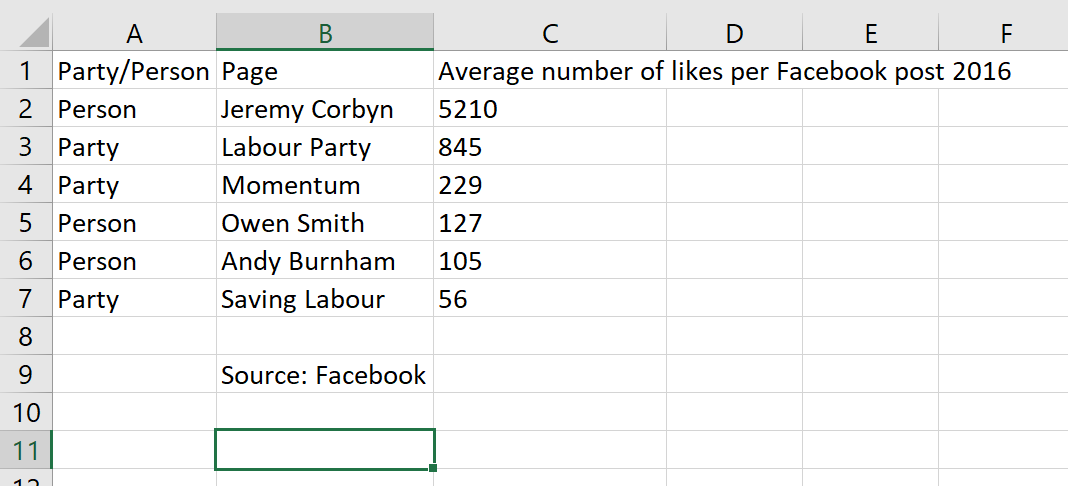 A B C D E F
1 Party/Person Page Average number of likes per Facebook post 2016
2 Person Jeremy Corbyn 5210
3 Party Labour Party 845
4 Party Momentum 229
5 Person Owen Smith 127
6 Person Andy Burnham 105
7 Party Saving Labour 56
8
9 Source: Facebook
10
11
12